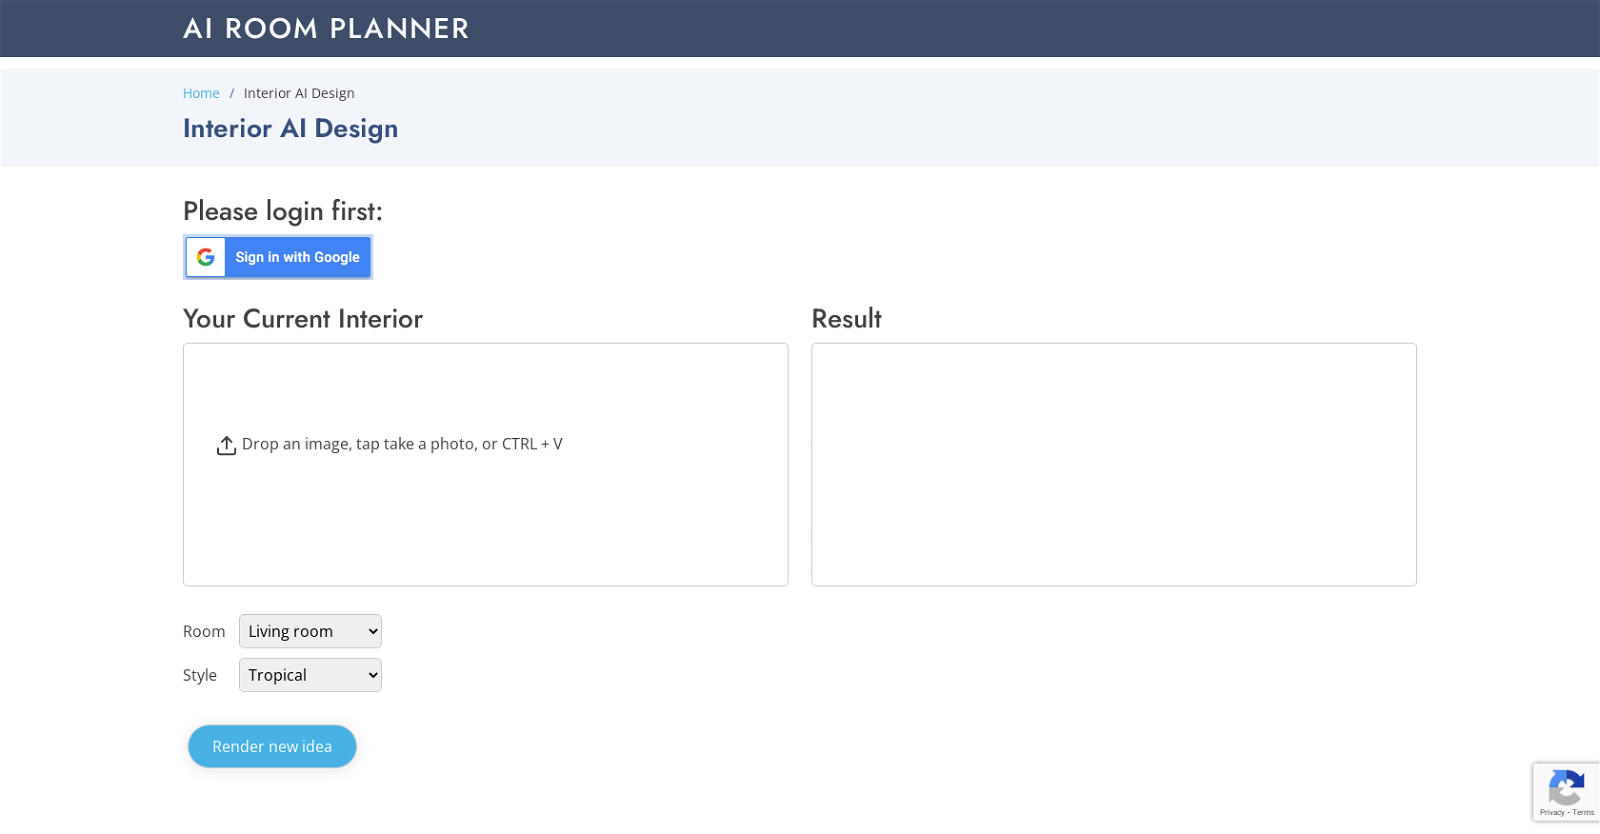 AI ROOM PLANNER
Home / Interior AI Design
Interior AI Design
Please login first:
Sign in with Google
Your Current Interior
Result
Drop an image, tap take a photo, or CTRL + V
Room Living room
Style Tropical
Render new idea
Privacy - Terms